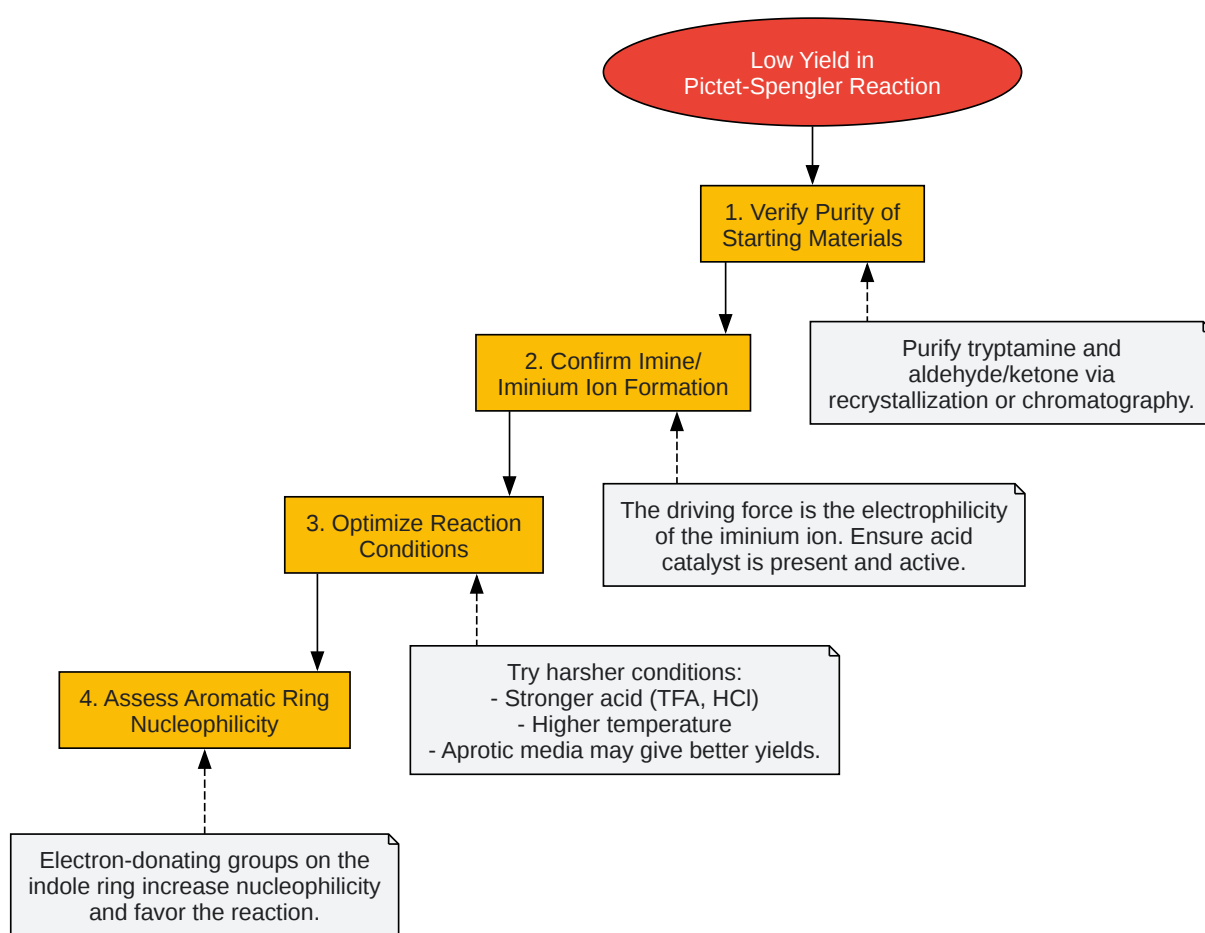 Low Yield in
Pictet-Spengler Reaction
1. Verify Purity of
Starting Materials
Purify tryptamine and
aldehyde/ketone via
recrystallization or chromatography.
2. Confirm Imine/
Iminium Ion Formation
The driving force is the electrophilicity
of the iminium ion. Ensure acid
catalyst is present and active.
3. Optimize Reaction
Conditions
Try harsher conditions:
- Stronger acid (TFA, HCl)
- Higher temperature
- Aprotic media may give better yields.
4. Assess Aromatic Ring
Nucleophilicity
Electron-donating groups on the
indole ring increase nucleophilicity
and favor the reaction.